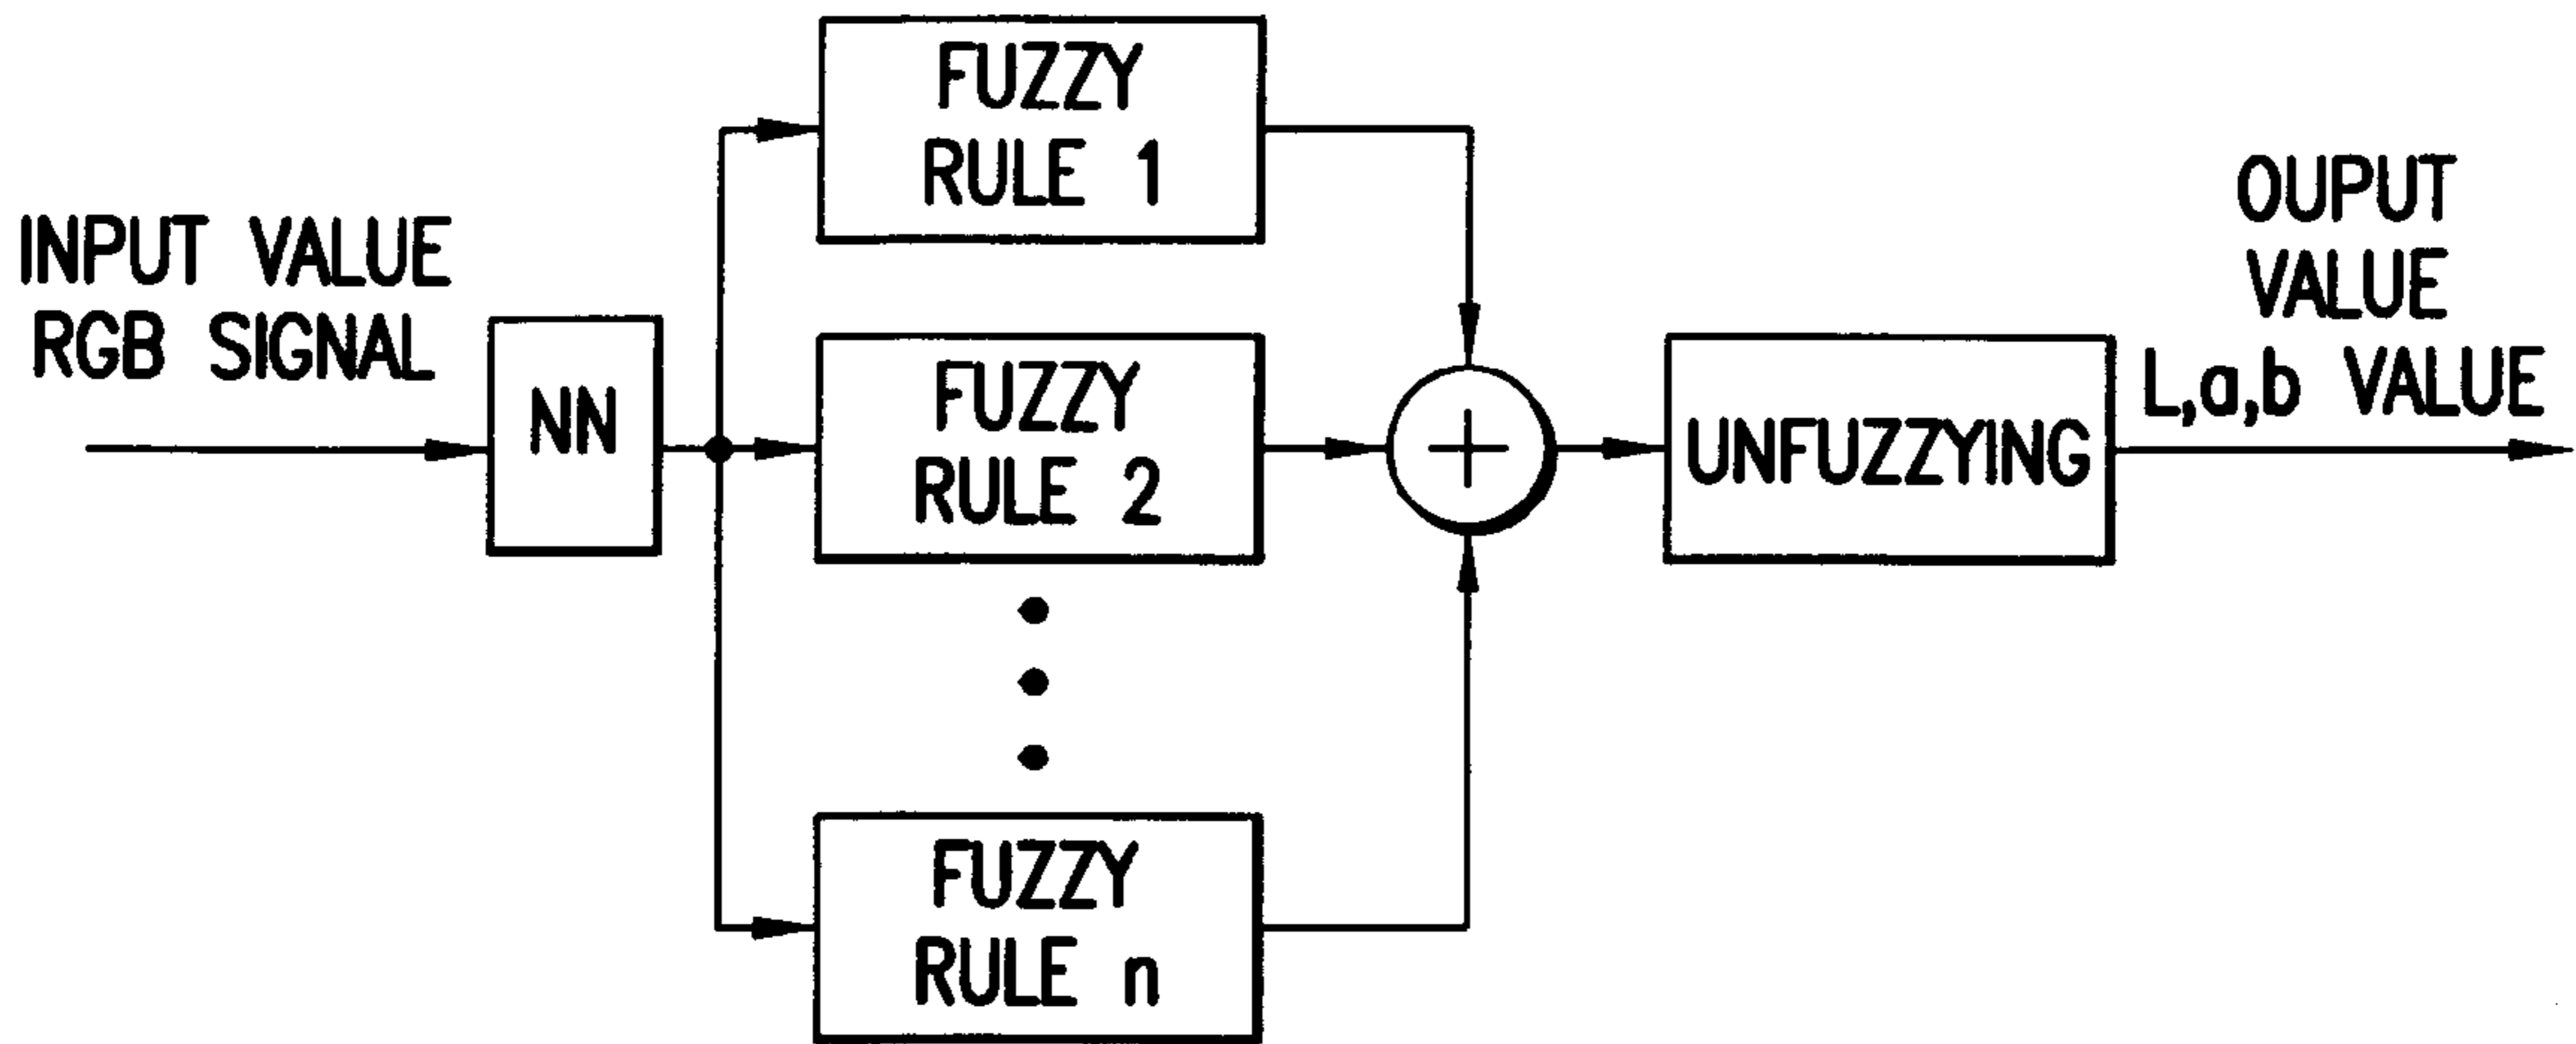 INPUT VALUE
RGB SIGNAL
NN
FUZZY
RULE 1
FUZZY
RULE 2
FUZZY
RULE n
+
UNFUZZYING
OUPUT
VALUE
L,a,b VALUE